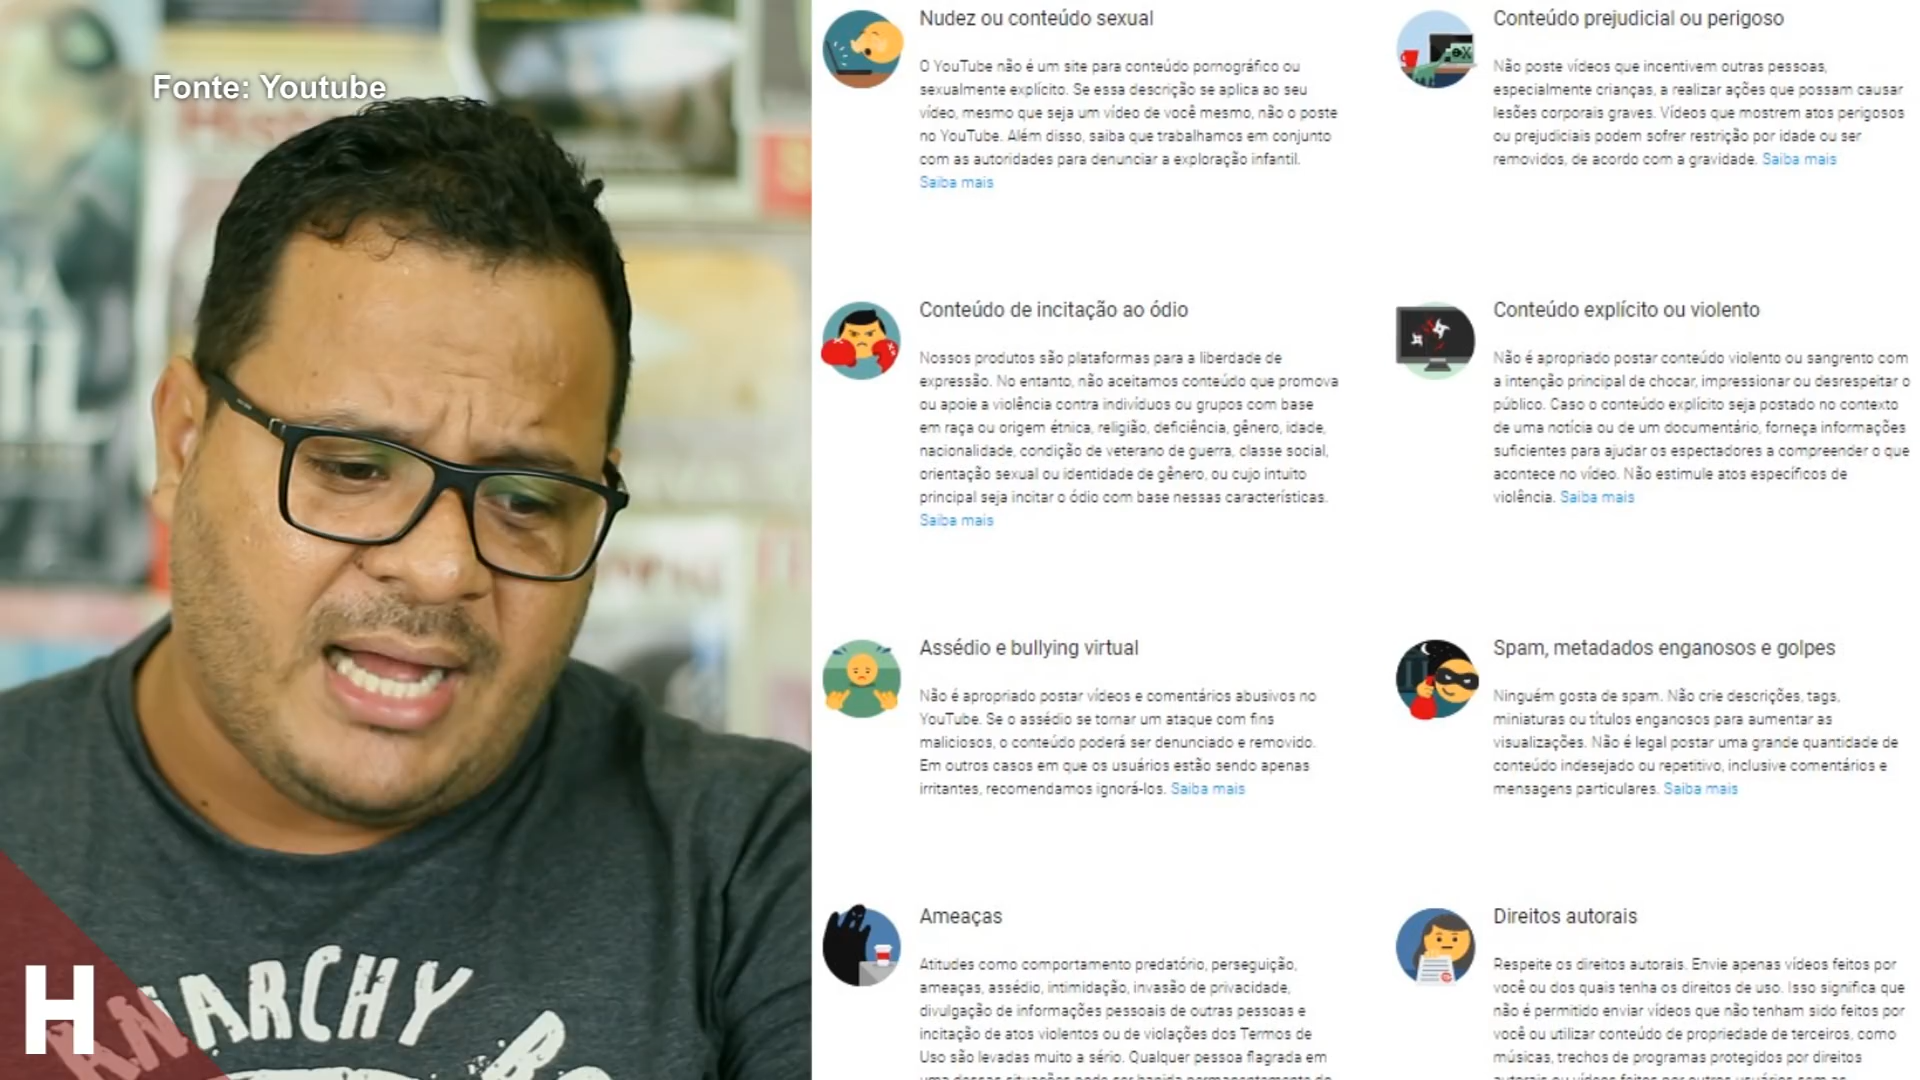 Fonte: Youtube
H
ANARCHY
Nudez ou conteúdo sexual
O YouTube não é um site para conteúdo pornográfico ou
sexualmente explícito. Se essa descrição se aplica ao seu
vídeo, mesmo que seja um vídeo de você mesmo, não o poste
no YouTube. Além disso, saiba que trabalhamos em conjunto
com as autoridades para denunciar a exploração infantil.
Saiba mais
Conteúdo prejudicial ou perigoso
Não poste vídeos que incentivem outras pessoas,
especialmente crianças, a realizar ações que possam causar
lesões corporais graves. Vídeos que mostrem atos perigosos
ou prejudiciais podem sofrer restrição por idade ou ser
removidos, de acordo com a gravidade. Saiba mais
Conteúdo de incitação ao ódio
Nossos produtos são plataformas para a liberdade de
expressão. No entanto, não aceitamos conteúdo que promova
ou apoie a violência contra indivíduos ou grupos com base
em raça ou origem étnica, religião, deficiência, gênero, idade,
nacionalidade, condição de veterano de guerra, classe social,
orientação sexual ou identidade de gênero, ou cujo intuito
principal seja incitar o ódio com base nessas características.
Saiba mais
Conteúdo explícito ou violento
Não é apropriado postar conteúdo violento ou sangrento com
a intenção principal de chocar, impressionar ou desrespeitar o
público. Caso o conteúdo explícito seja postado no contexto
de uma notícia ou de um documentário, forneça informações
suficientes para ajudar os espectadores a compreender o que
acontece no vídeo. Não estimule atos específicos de
violência. Saiba mais
Assédio e bullying virtual
Não é apropriado postar vídeos e comentários abusivos no
YouTube. Se o assédio se tornar um ataque com fins
maliciosos, o conteúdo poderá ser denunciado e removido.
Em outros casos em que os usuários estão sendo apenas
irritantes, recomendamos ignorá-los. Saiba mais
Spam, metadados enganosos e golpes
Ninguém gosta de spam. Não crie descrições, tags,
miniaturas ou títulos enganosos para aumentar as
visualizações. Não é legal postar uma grande quantidade de
conteúdo indesejado ou repetitivo, inclusive comentários e
mensagens particulares. Saiba mais
Ameaças
Atitudes como comportamento predatório, perseguição,
ameaças, assédio, intimidação, invasão de privacidade,
divulgação de informações pessoais de outras pessoas e
incitação de atos violentos ou de violações dos Termos de
Uso são levadas muito a sério. Qualquer pessoa flagrada em
uma dessas situações pode ser banida permanentemente do
Direitos autorais
Respeite os direitos autorais. Envie apenas vídeos feitos por
você ou dos quais tenha os direitos de uso. Isso significa que
não é permitido enviar vídeos que não tenham sido feitos por
você ou utilizar conteúdo de propriedade de terceiros, como
músicas, trechos de programas protegidos por direitos
autorais ou vídeos feitos por outros usuários sem as